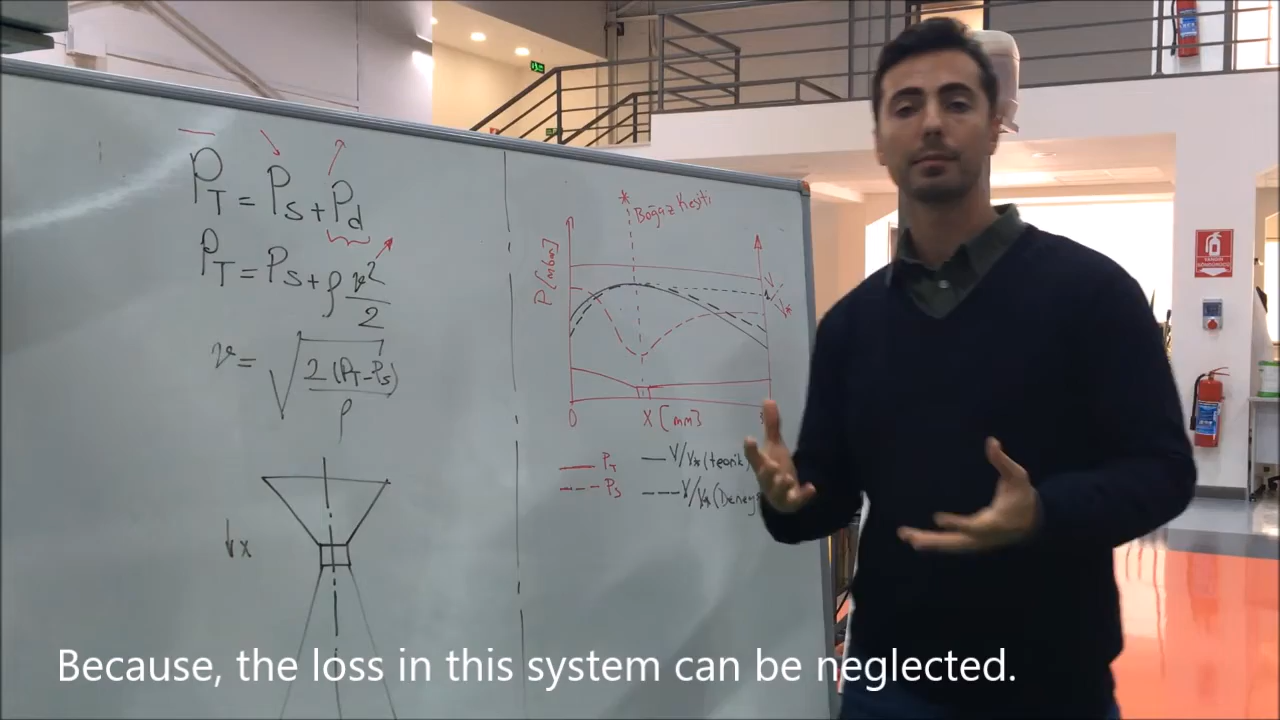 P_T = P_S + P_d
P_T = P_S + ρ v²/2
v = √(2 (P_T - P_S)/ρ)
↓x
* Boğaz Kesiti
P [mbar]
V/V*
0 X [mm]
— P_T
--- P_S
— V/V* (teorik)
--- V/V*
YANGIN
Because, the loss in this system can be neglected.